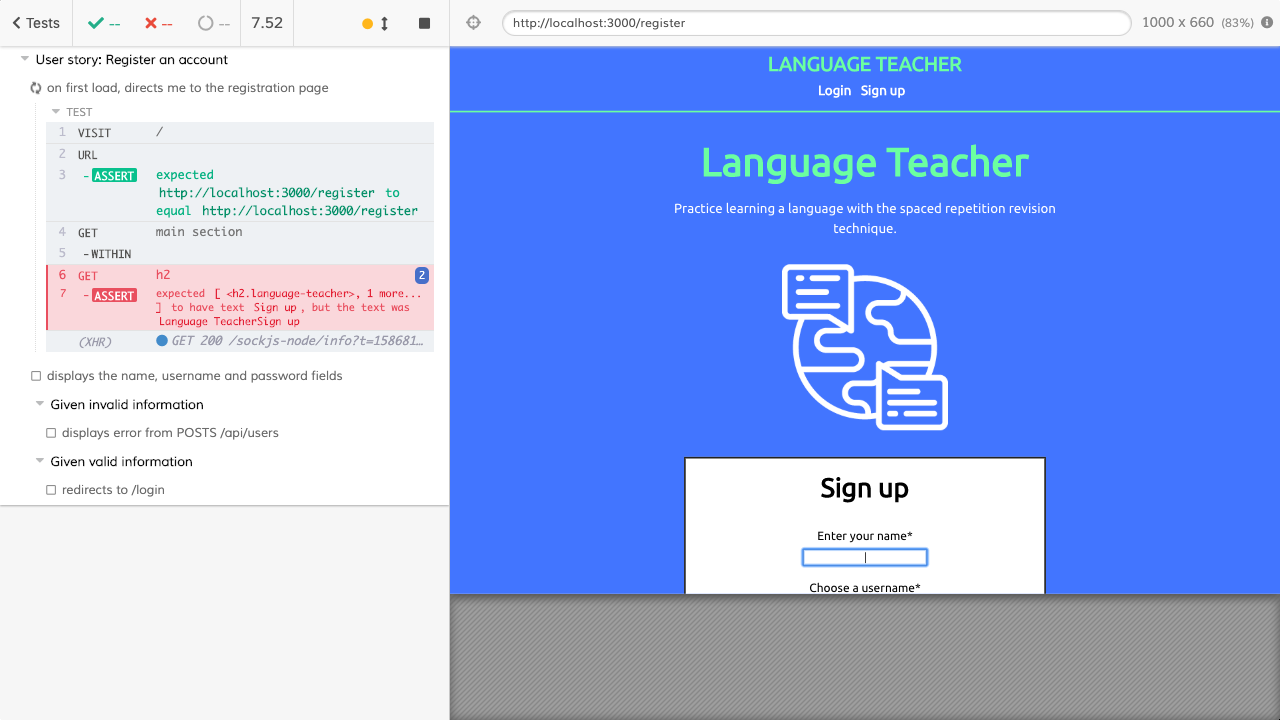 Tests
--
--
--
7.52
http://localhost:3000/register
1000 x 660 (83%)
User story: Register an account
on first load, directs me to the registration page
TEST
1 VISIT /
2 URL
3 - ASSERT expected
http://localhost:3000/register to
equal http://localhost:3000/register
4 GET main section
5 - WITHIN
6 GET h2 2
7 - ASSERT expected [ <h2.language-teacher>, 1 more...
] to have text Sign up, but the text was
Language TeacherSign up
(XHR) GET 200 /sockjs-node/info?t=158681…
displays the name, username and password fields
Given invalid information
displays error from POSTS /api/users
Given valid information
redirects to /login
LANGUAGE TEACHER
Login Sign up
Language Teacher
Practice learning a language with the spaced repetition revision
technique.
Sign up
Enter your name*
Choose a username*